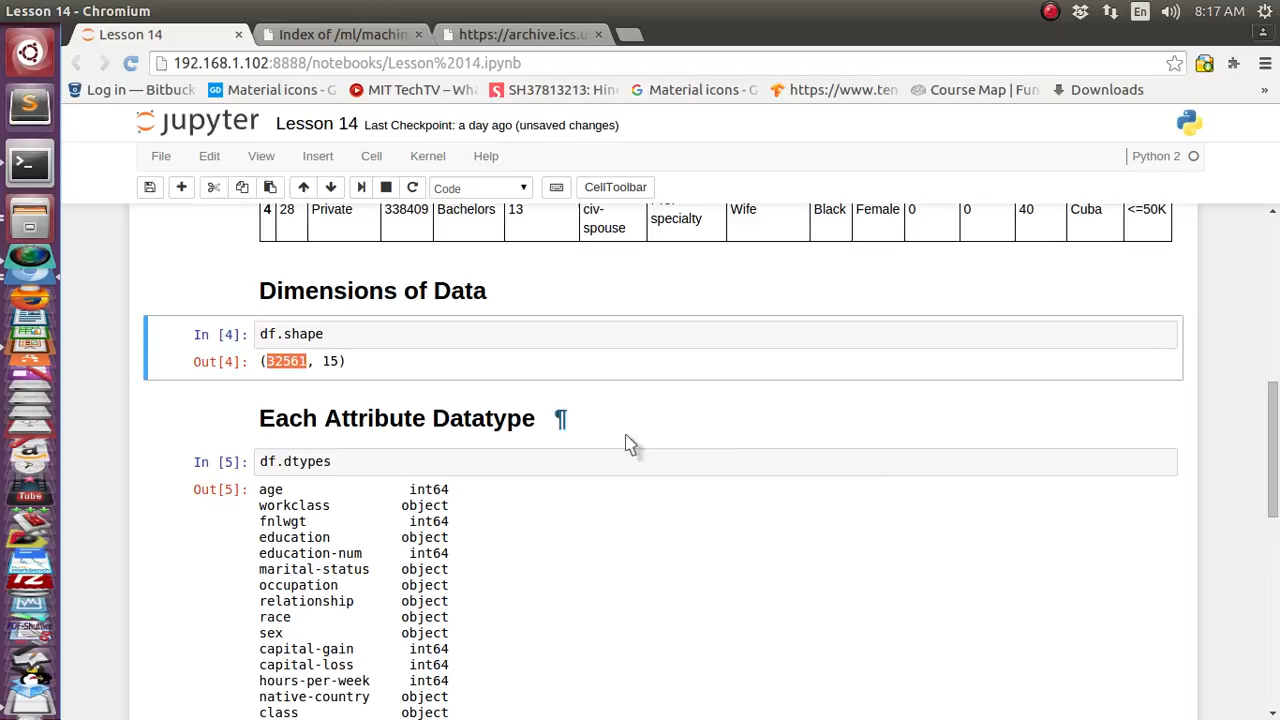 Lesson 14 - Chromium
En
8:17 AM
Lesson 14 ×
Index of /ml/machin ×
https://archive.ics.u ×
192.168.1.102:8888/notebooks/Lesson%2014.ipynb
Log in — Bitbuck
Material icons - G
MIT TechTV – Ha
SH37813213: Hin
Material icons - G
https://www.ten
Course Map | Fun
Downloads
»
jupyter Lesson 14 Last Checkpoint: a day ago (unsaved changes)
File Edit View Insert Cell Kernel Help
Python 2
Code
CellToolbar
4 28 Private 338409 Bachelors 13 civ- Wife Black Female 0 0 40 Cuba <=50K
spouse
specialty
Dimensions of Data
In [4]: df.shape
Out[4]: (32561, 15)
Each Attribute Datatype ¶
In [5]: df.dtypes
Out[5]: age int64
workclass object
fnlwgt int64
education object
education-num int64
marital-status object
occupation object
relationship object
race object
sex object
capital-gain int64
capital-loss int64
hours-per-week int64
native-country object
class object